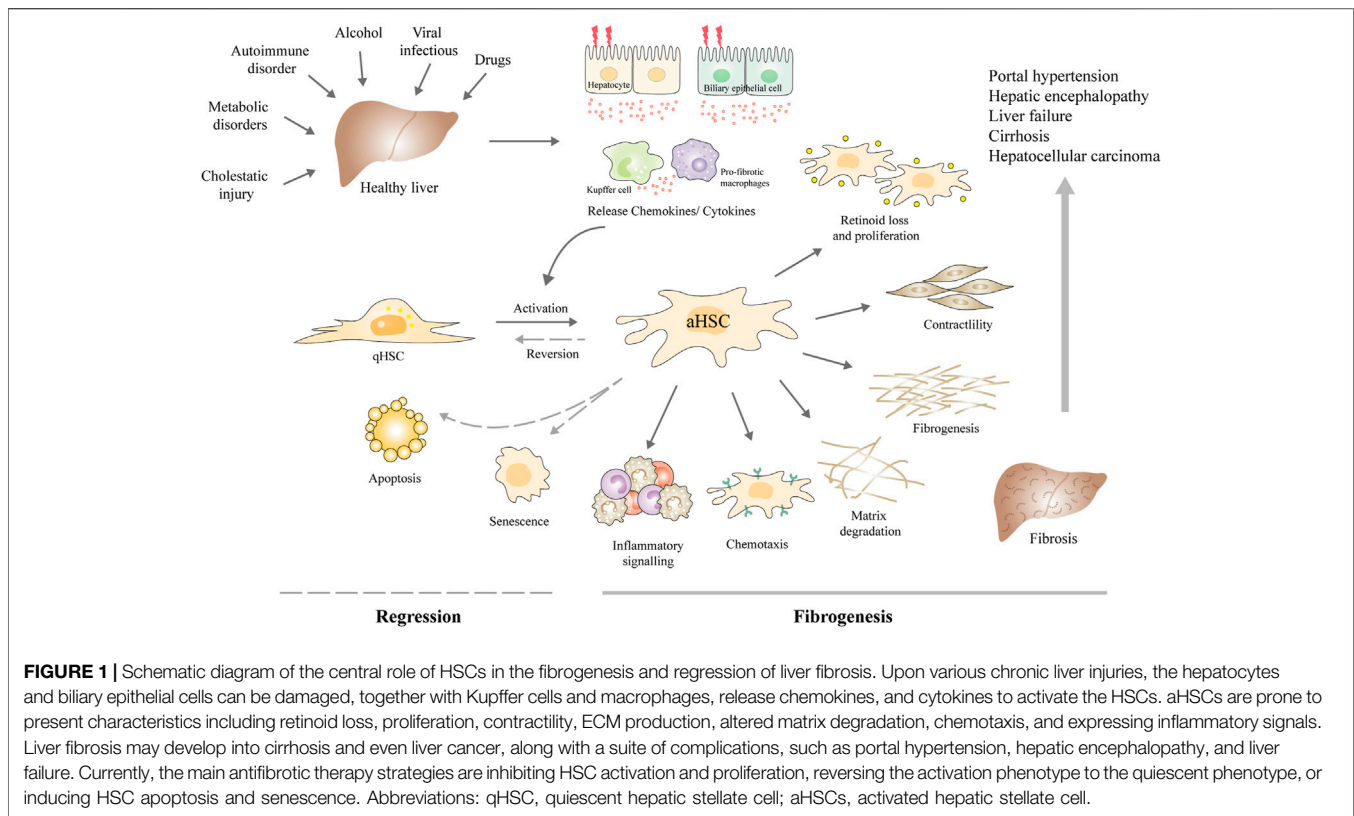 Alcohol
Viral
infectious
Autoimmune
disorder
Drugs
Metabolic
disorders
Cholestatic
injury
Healthy liver
Hepatocyte
Biliary epithelial cell
Kupffer cell
Pro-fibrotic
macrophages
Release Chemokines/ Cytokines
Retinoid loss
and proliferation
Portal hypertension
Hepatic encephalopathy
Liver failure
Cirrhosis
Hepatocellular carcinoma
qHSC
Activation
Reversion
aHSC
Contractlility
Fibrogenesis
Matrix
degradation
Chemotaxis
Inflammatory
signalling
Senescence
Apoptosis
Fibrosis
Regression
Fibrogenesis
FIGURE 1 | Schematic diagram of the central role of HSCs in the fibrogenesis and regression of liver fibrosis. Upon various chronic liver injuries, the hepatocytes
and biliary epithelial cells can be damaged, together with Kupffer cells and macrophages, release chemokines, and cytokines to activate the HSCs. aHSCs are prone to
present characteristics including retinoid loss, proliferation, contractility, ECM production, altered matrix degradation, chemotaxis, and expressing inflammatory signals.
Liver fibrosis may develop into cirrhosis and even liver cancer, along with a suite of complications, such as portal hypertension, hepatic encephalopathy, and liver
failure. Currently, the main antifibrotic therapy strategies are inhibiting HSC activation and proliferation, reversing the activation phenotype to the quiescent phenotype, or
inducing HSC apoptosis and senescence. Abbreviations: qHSC, quiescent hepatic stellate cell; aHSCs, activated hepatic stellate cell.